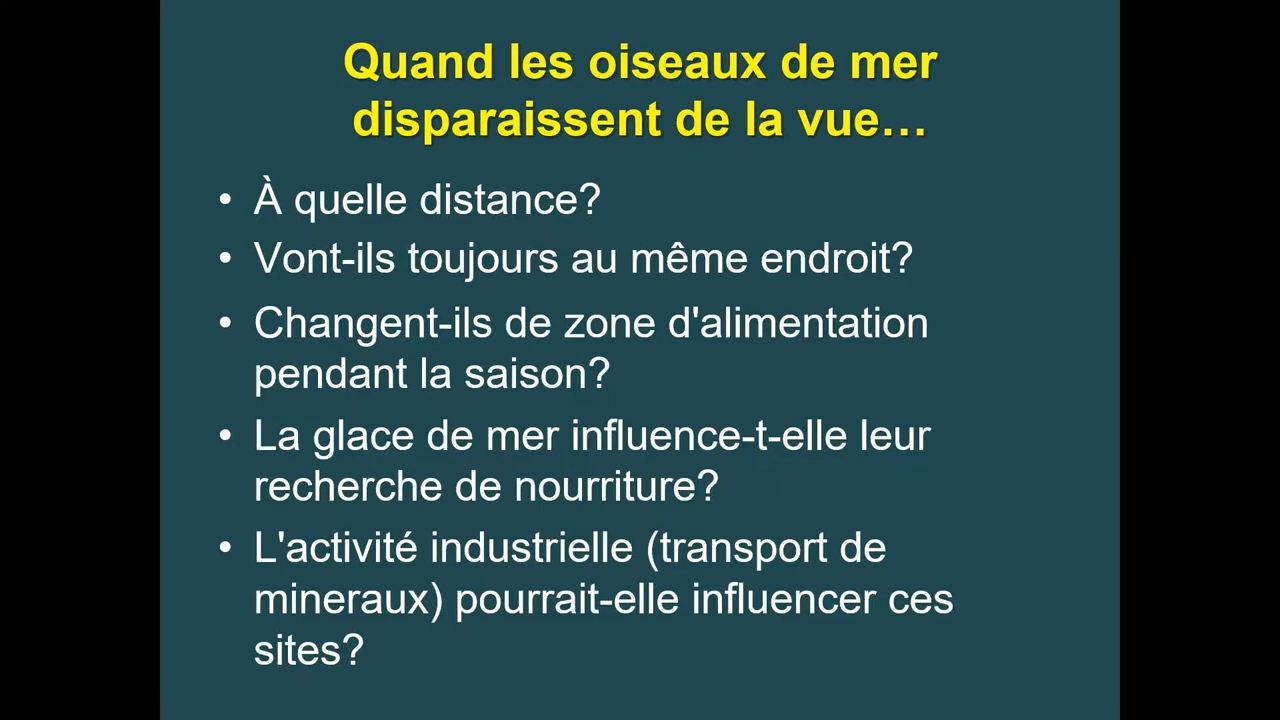 Quand les oiseaux de mer
disparaissent de la vue…
• À quelle distance?
• Vont-ils toujours au même endroit?
• Changent-ils de zone d'alimentation
pendant la saison?
• La glace de mer influence-t-elle leur
recherche de nourriture?
• L'activité industrielle (transport de
mineraux) pourrait-elle influencer ces
sites?